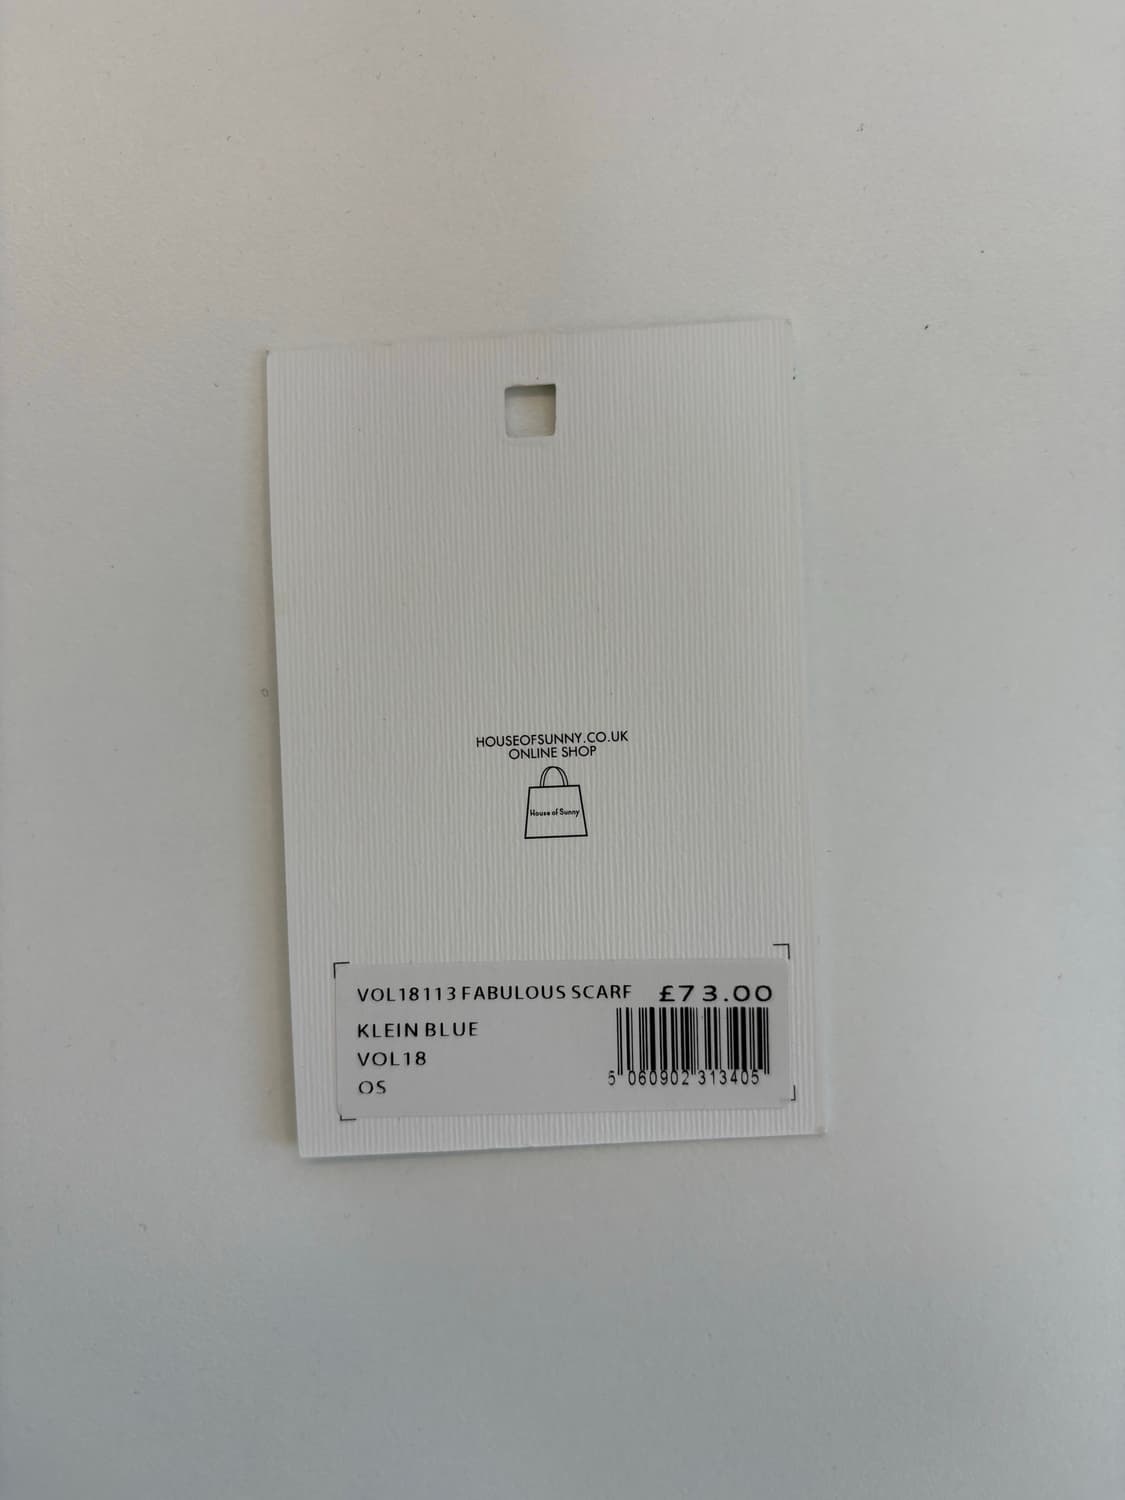 HOUSEOFSUNNY.CO.UK
ONLINE SHOP
House of Sunny
VOL18113 FABULOUS SCARF £73.00
KLEIN BLUE
VOL18
OS
5 060902 313405